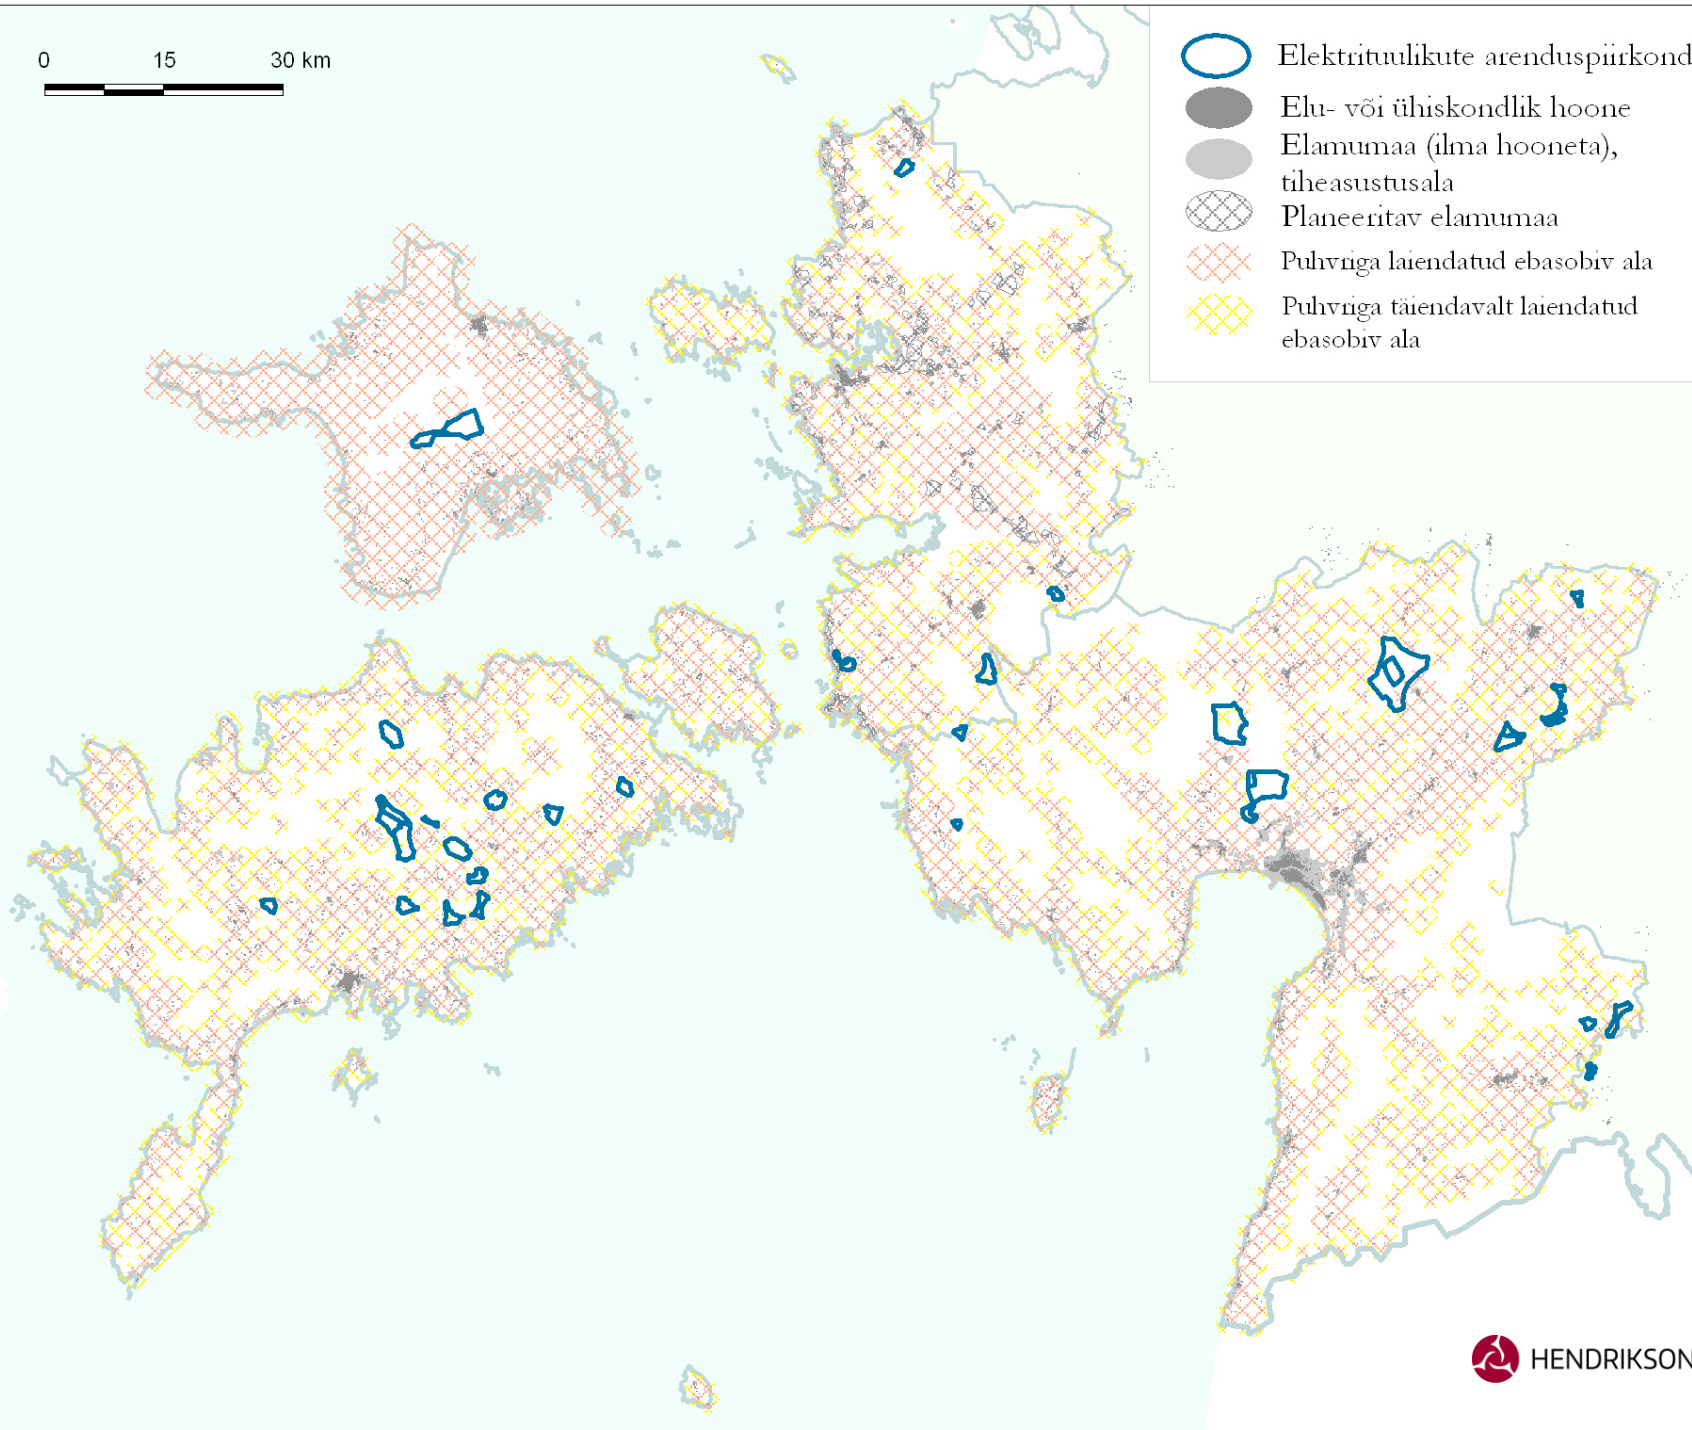 0 15 30 km
Elektrituulikute arenduspiirkond
Elu- või ühiskondlik hoone
Elamumaa (ilma hooneta),
tiheasustusala
Planeeritav elamumaa
Puhvriga laiendatud ebasobiv ala
Puhvriga täiendavalt laiendatud
ebasobiv ala
HENDRIKSON